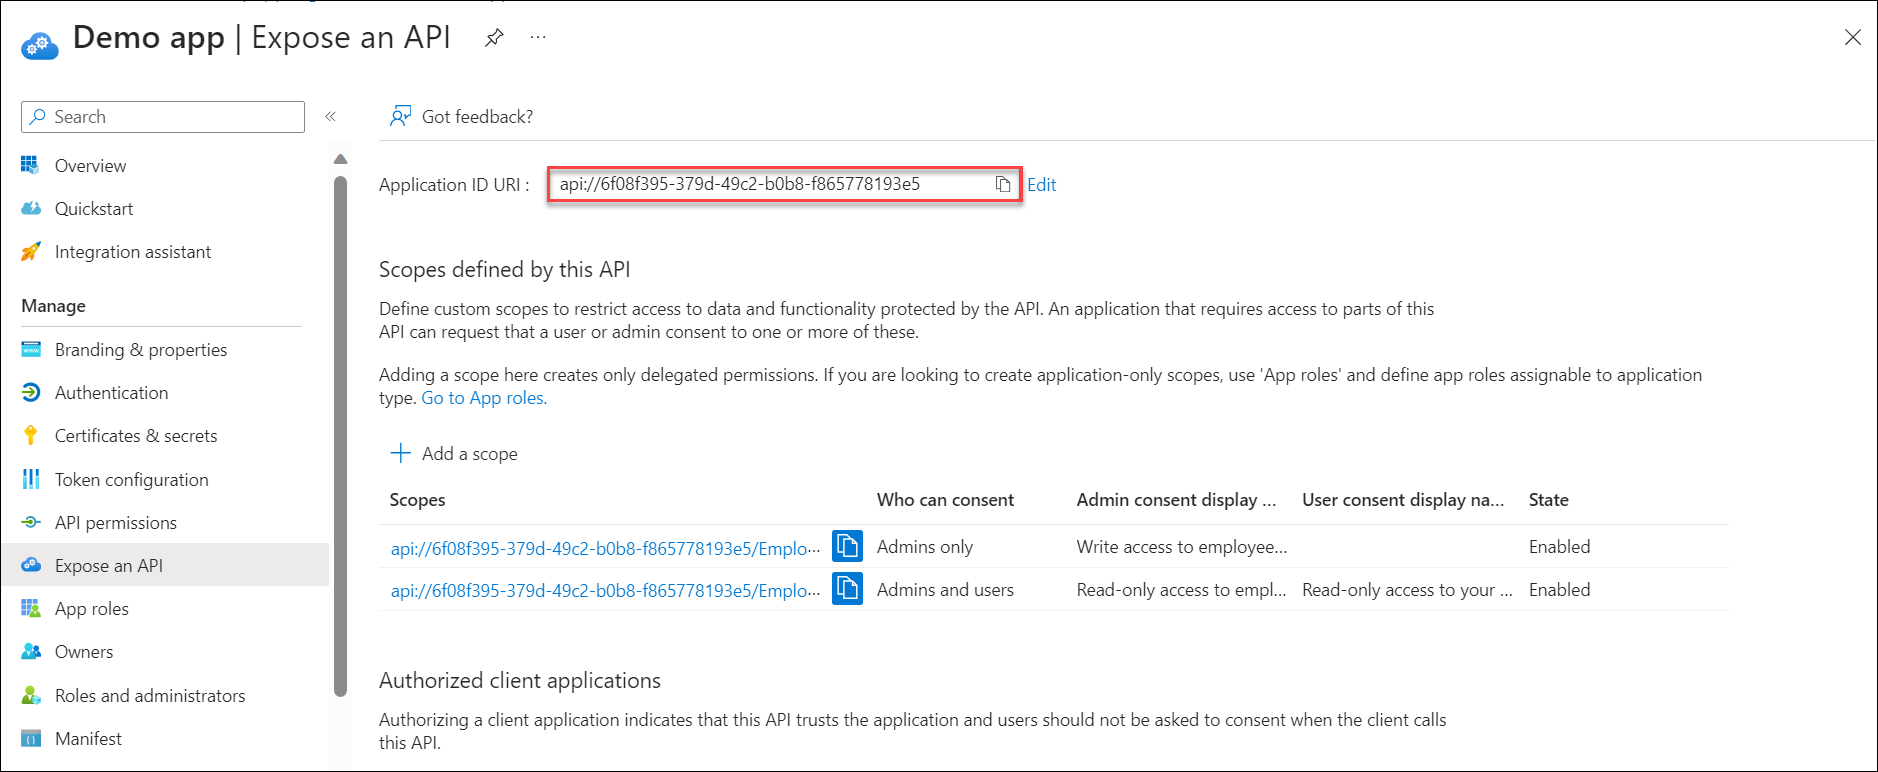 Demo app | Expose an API
Search
Got feedback?
Overview
Application ID URI : api://6f08f395-379d-49c2-b0b8-f865778193e5 Edit
Quickstart
Integration assistant
Scopes defined by this API
Manage
Define custom scopes to restrict access to data and functionality protected by the API. An application that requires access to parts of this
API can request that a user or admin consent to one or more of these.
Branding & properties
Authentication
Adding a scope here creates only delegated permissions. If you are looking to create application-only scopes, use 'App roles' and define app roles assignable to application
type. Go to App roles.
Certificates & secrets
Add a scope
Token configuration
Scopes Who can consent Admin consent display ... User consent display na... State
API permissions
api://6f08f395-379d-49c2-b0b8-f865778193e5/Emplo... Admins only Write access to employee... Enabled
Expose an API
api://6f08f395-379d-49c2-b0b8-f865778193e5/Emplo... Admins and users Read-only access to empl... Read-only access to your ... Enabled
App roles
Owners
Authorized client applications
Roles and administrators
Authorizing a client application indicates that this API trusts the application and users should not be asked to consent when the client calls
this API.
Manifest